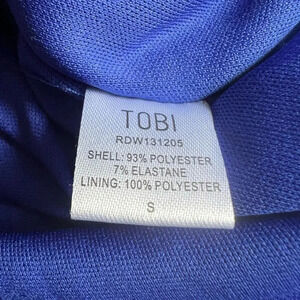 TOBI
RDW131205
SHELL: 93% POLYESTER
7% ELASTANE
LINING: 100% POLYESTER
S